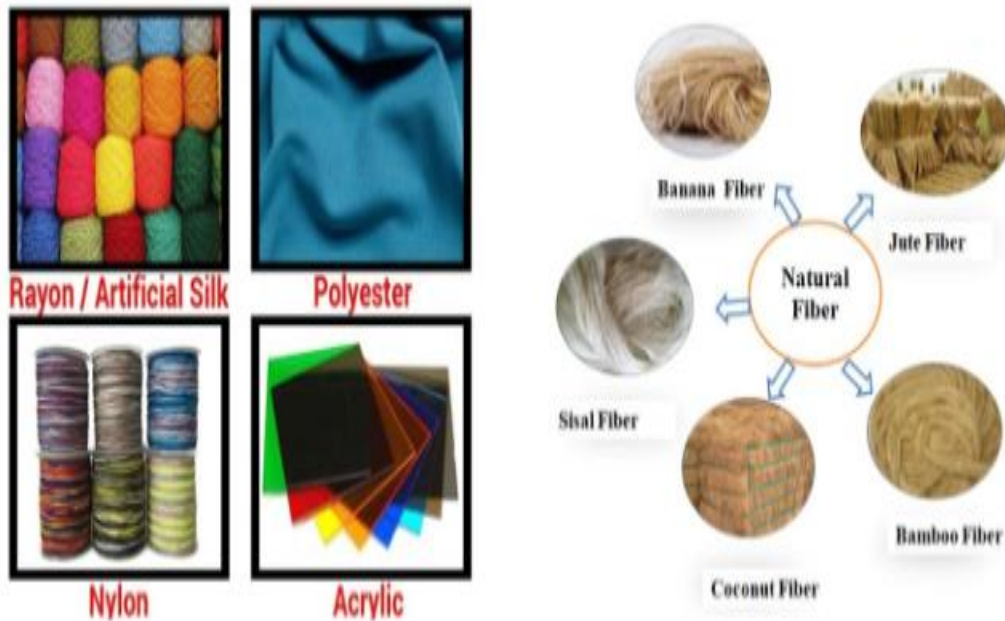 Rayon / Artificial Silk
Polyester
Nylon
Acrylic
Banana Fiber
Jute Fiber
Natural
Fiber
Sisal Fiber
Bamboo Fiber
Coconut Fiber